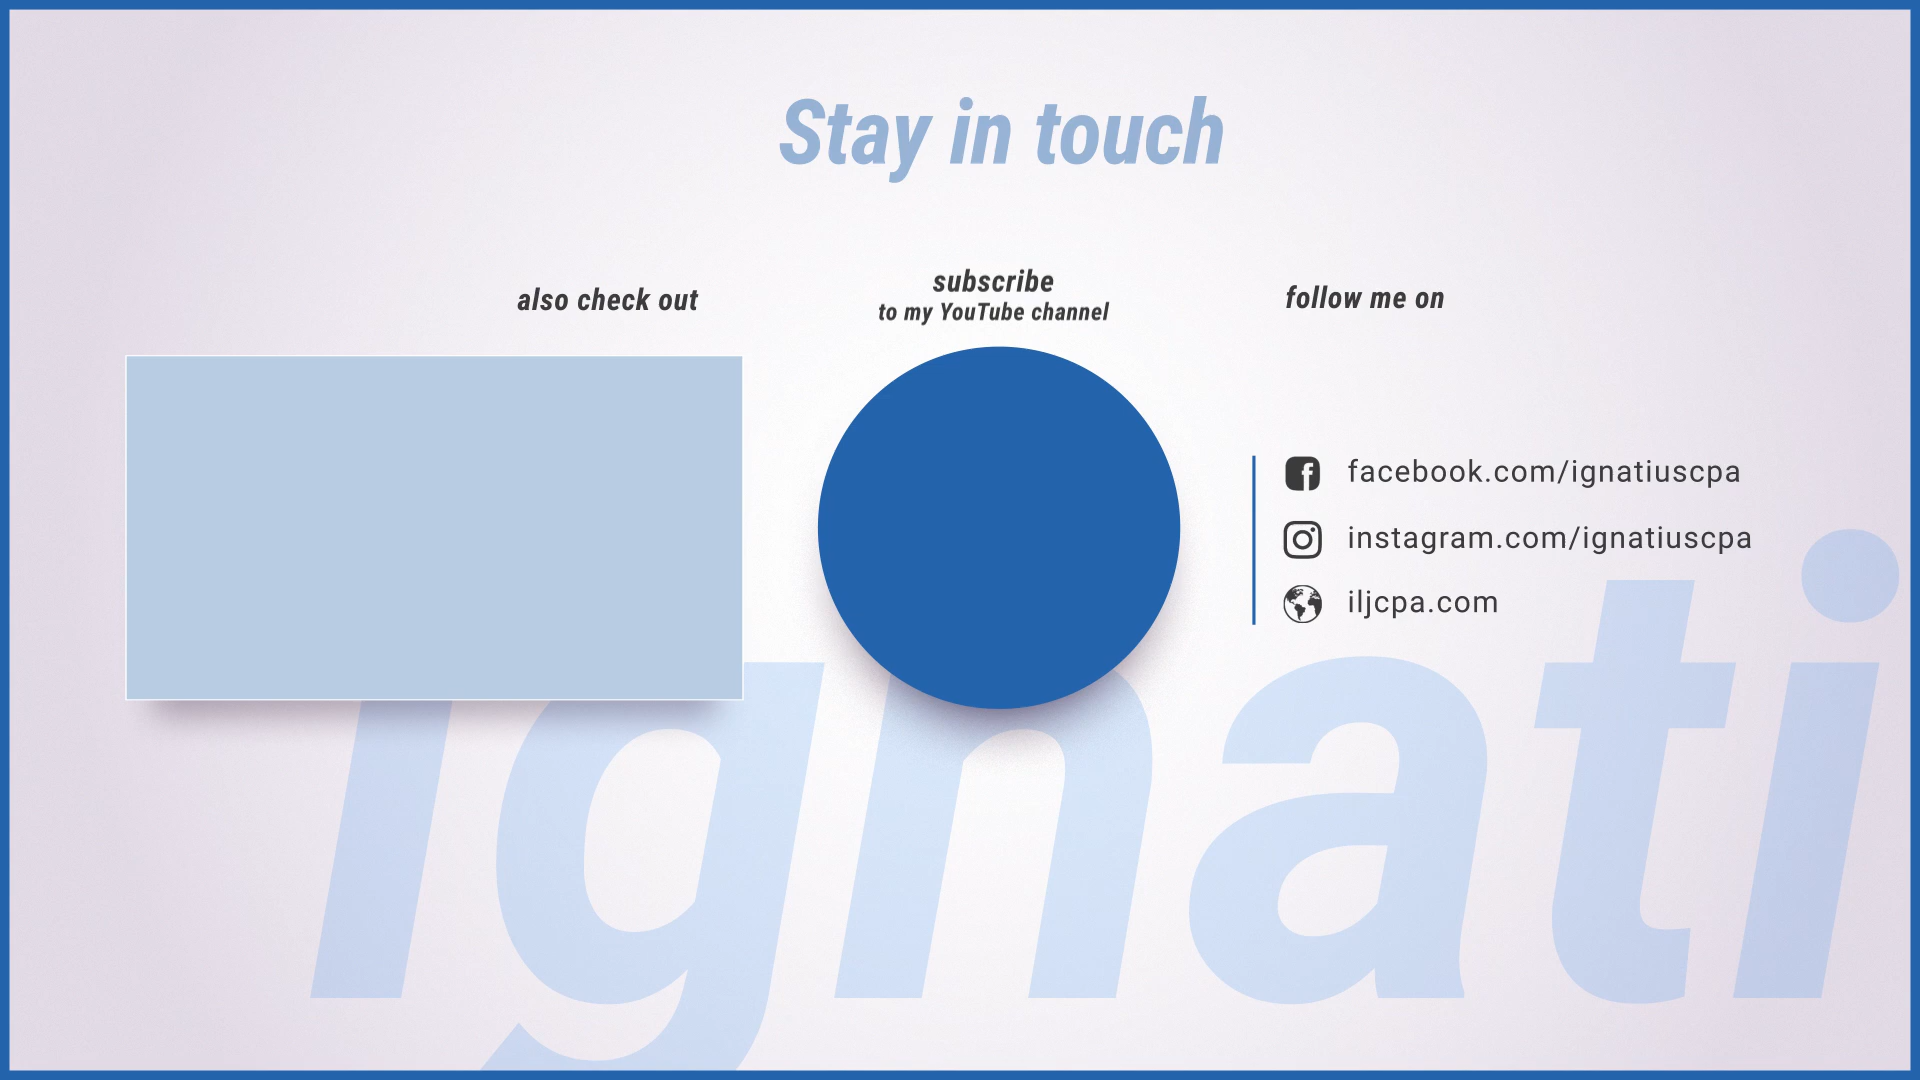 Stay in touch
also check out
subscribe
to my YouTube channel
follow me on
facebook.com/ignatiuscpa
instagram.com/ignatiuscpa
iljcpa.com
ignati